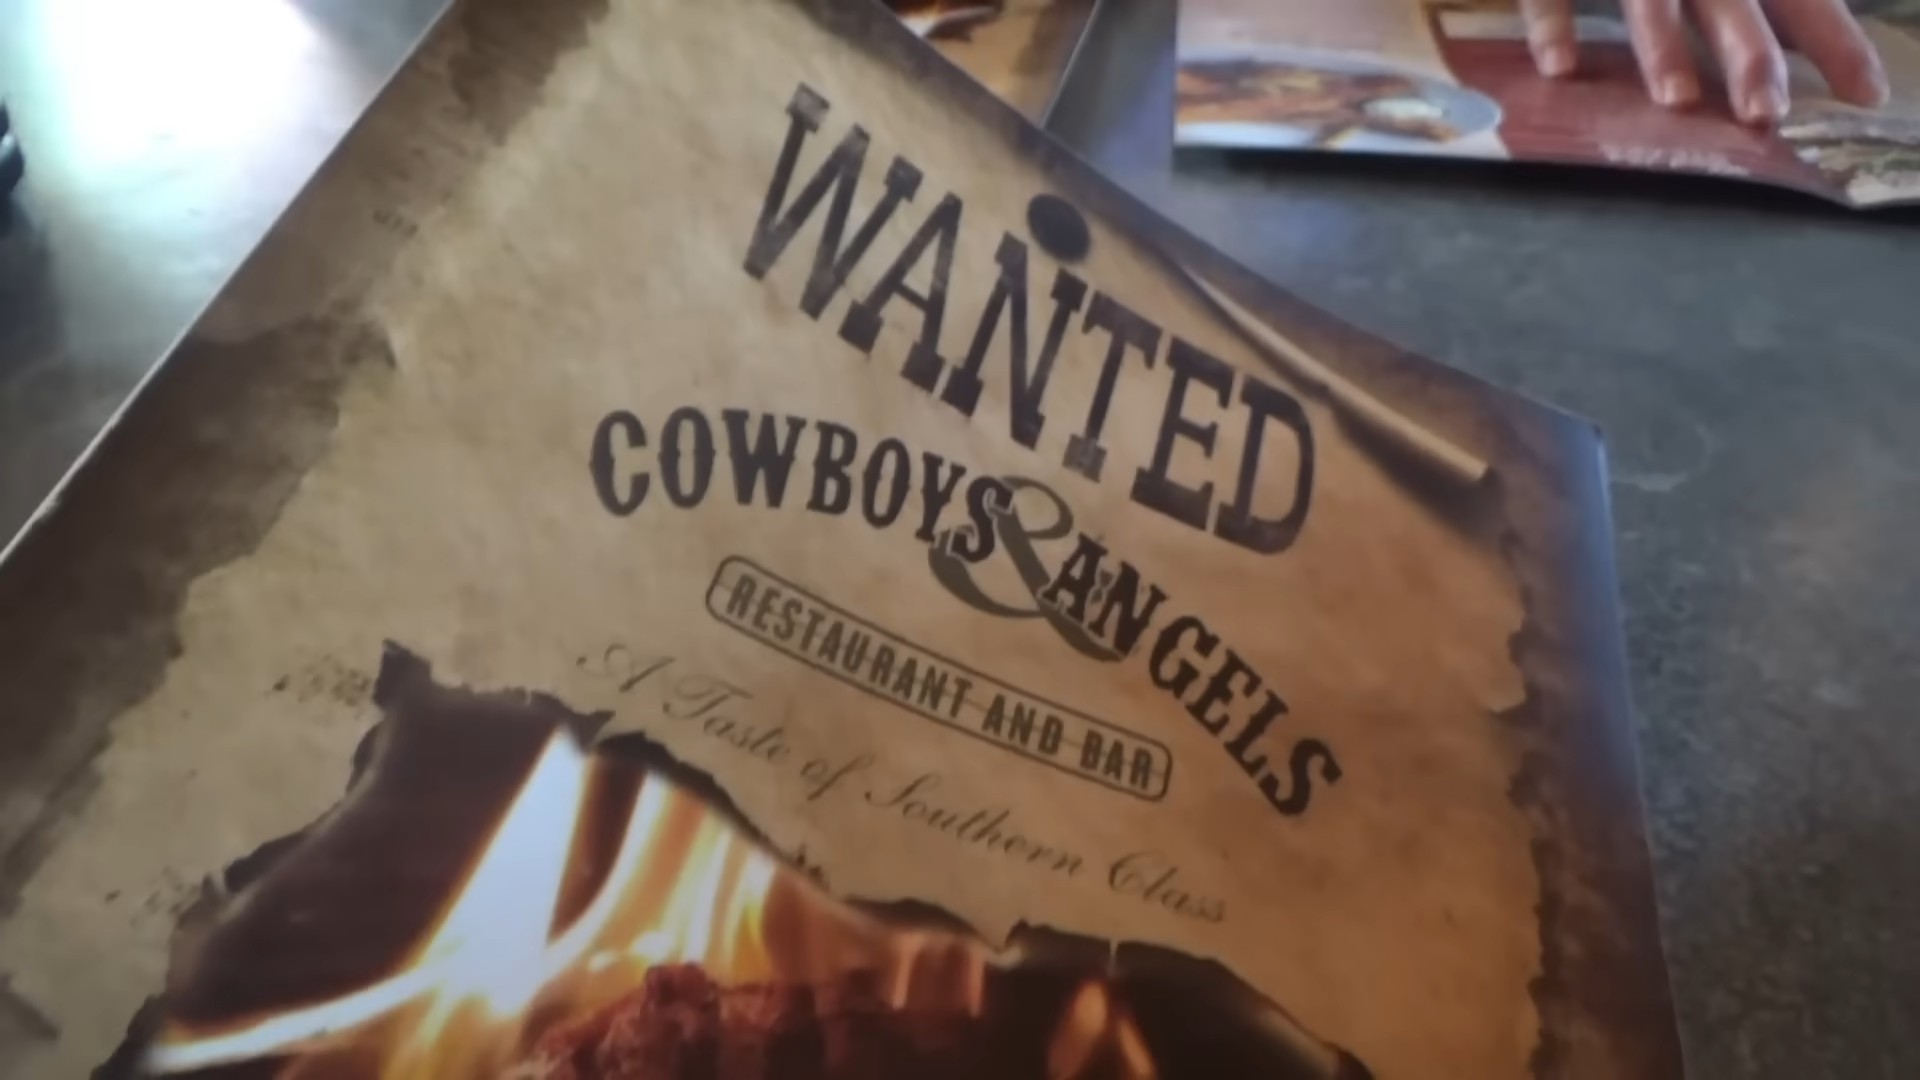 WANTED
COWBOYS & ANGELS
RESTAURANT AND BAR
A Taste of Southern Class